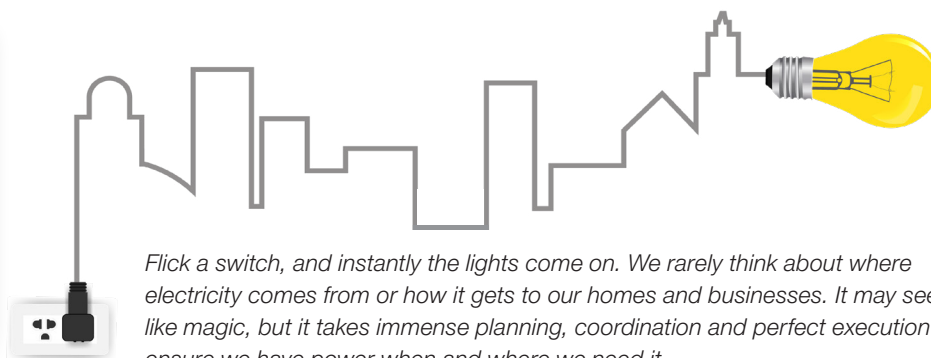 Flick a switch, and instantly the lights come on. We rarely think about where
electricity comes from or how it gets to our homes and businesses. It may see
like magic, but it takes immense planning, coordination and perfect execution
ensure we have power when and where we need it.